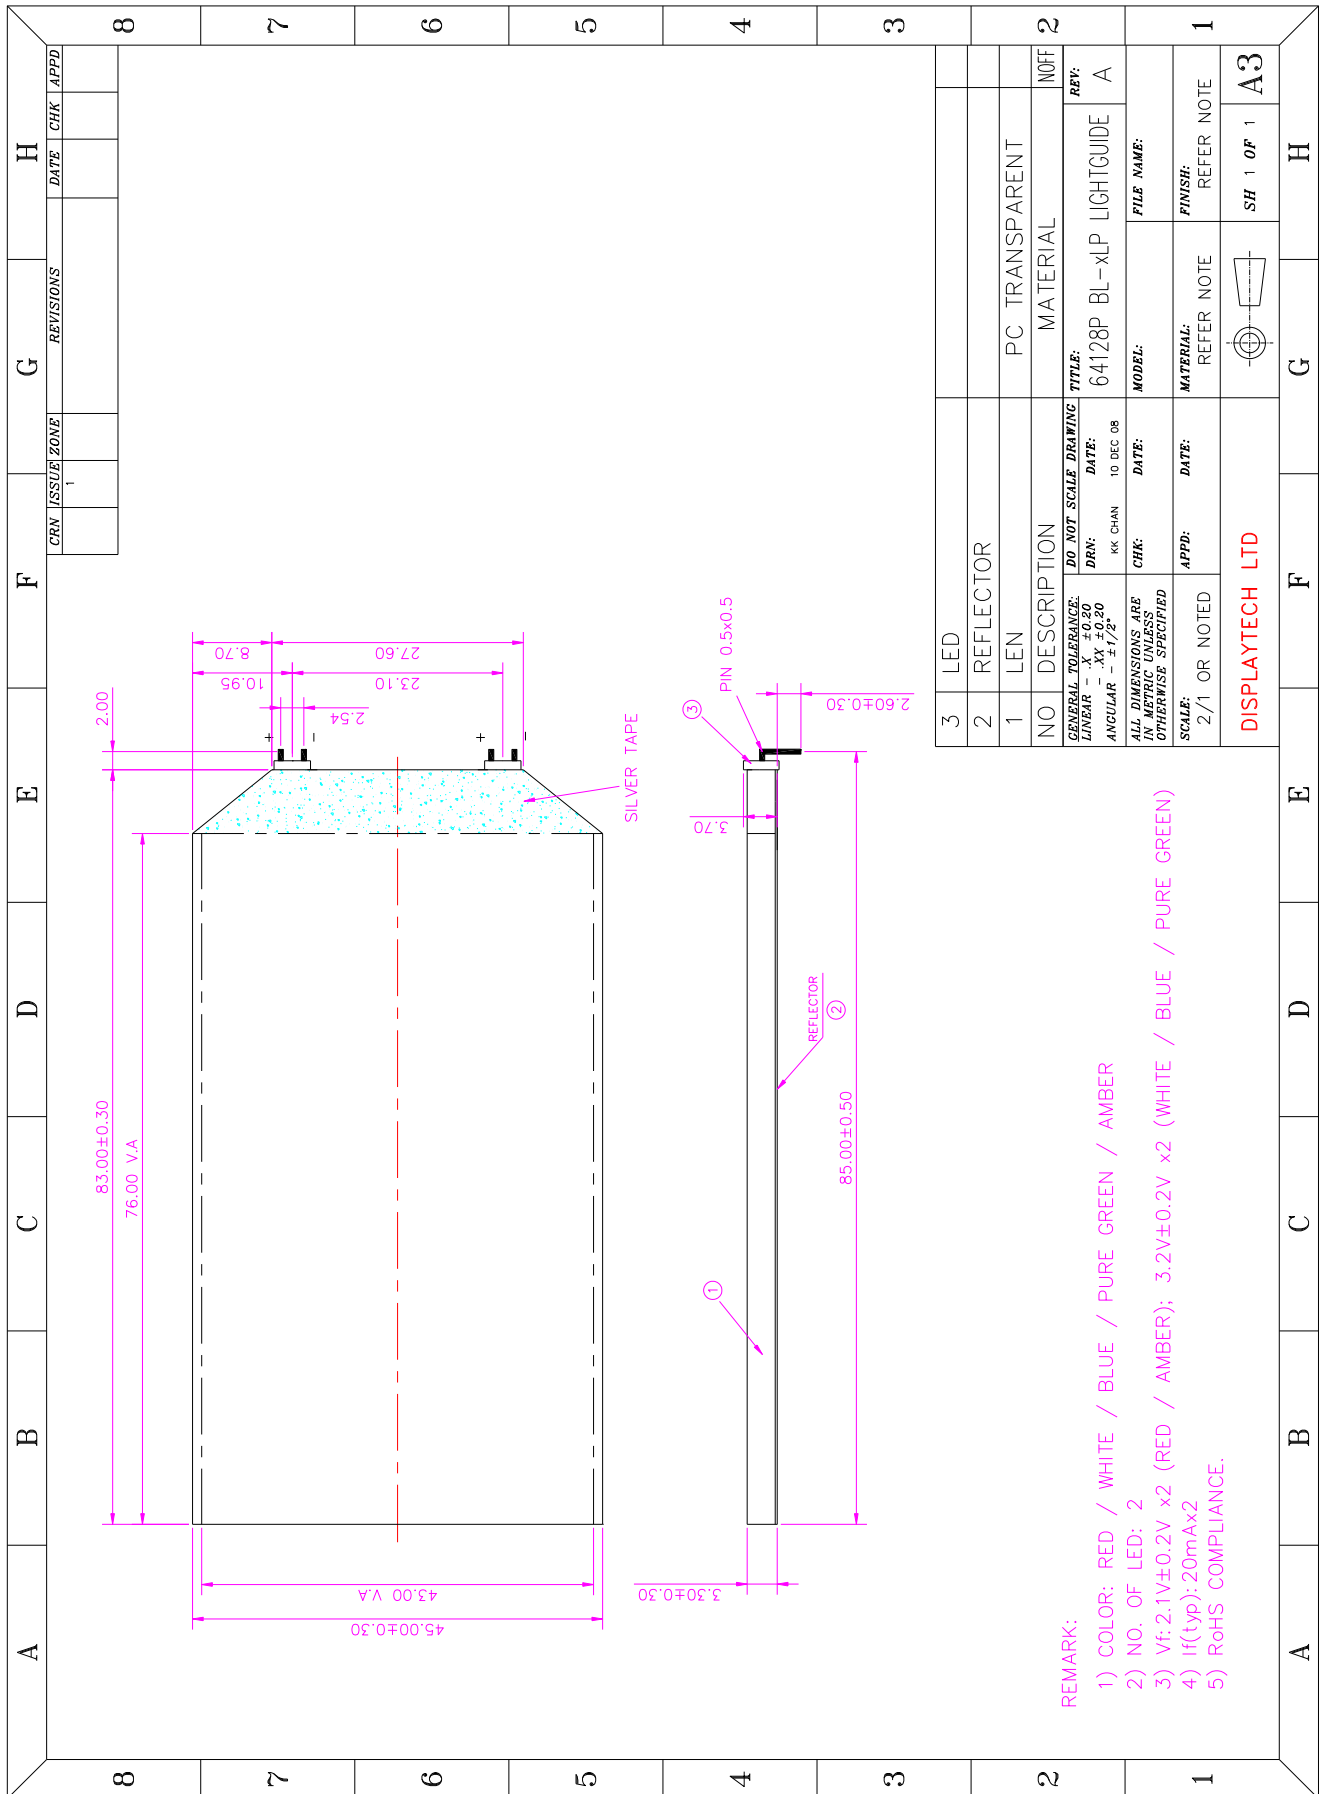 A B C D E F G H
8 7 6 5 4 3 2 1
CRN ISSUE ZONE REVISIONS DATE CHK APPD
1
83.00±0.30
2.00
76.00 V.A
45.00±0.30
43.00 V.A
8.70
27.60
10.95
23.10
2.54
+
-
+
-
SILVER TAPE
3.30±0.30
3.70
1
3
PIN 0.5x0.5
REFLECTOR
2
2.60±0.30
85.00±0.50
REMARK:
1) COLOR: RED / WHITE / BLUE / PURE GREEN / AMBER
2) NO. OF LED: 2
3) Vf: 2.1V±0.2V x2 (RED / AMBER); 3.2V±0.2V x2 (WHITE / BLUE / PURE GREEN)
4) If(typ): 20mAx2
5) RoHS COMPLIANCE.
3 LED
2 REFLECTOR
1 LEN PC TRANSPARENT
NO DESCRIPTION MATERIAL NOFF
GENERAL TOLERANCE:
LINEAR - .X ±0.20
- .XX ±0.20
ANGULAR - ±1/2°
DO NOT SCALE DRAWING
DRN: DATE:
KK CHAN 10 DEC 08
TITLE:
64128P BL-xLP LIGHTGUIDE
REV:
A
ALL DIMENSIONS ARE
IN METRIC UNLESS
OTHERWISE SPECIFIED
CHK: DATE:
MODEL:
FILE NAME:
SCALE:
2/1 OR NOTED
APPD: DATE:
MATERIAL:
REFER NOTE
FINISH:
REFER NOTE
DISPLAYTECH LTD
SH 1 OF 1
A3
A B C D E F G H
8 7 6 5 4 3 2 1